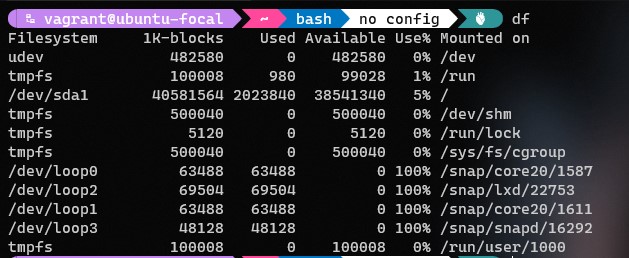 vagrant@ubuntu-focal ~ bash no config df
Filesystem 1K-blocks Used Available Use% Mounted on
udev 482580 0 482580 0% /dev
tmpfs 100008 980 99028 1% /run
/dev/sda1 40581564 2023840 38541340 5% /
tmpfs 500040 0 500040 0% /dev/shm
tmpfs 5120 0 5120 0% /run/lock
tmpfs 500040 0 500040 0% /sys/fs/cgroup
/dev/loop0 63488 63488 0 100% /snap/core20/1587
/dev/loop2 69504 69504 0 100% /snap/lxd/22753
/dev/loop1 63488 63488 0 100% /snap/core20/1611
/dev/loop3 48128 48128 0 100% /snap/snapd/16292
tmpfs 100008 0 100008 0% /run/user/1000